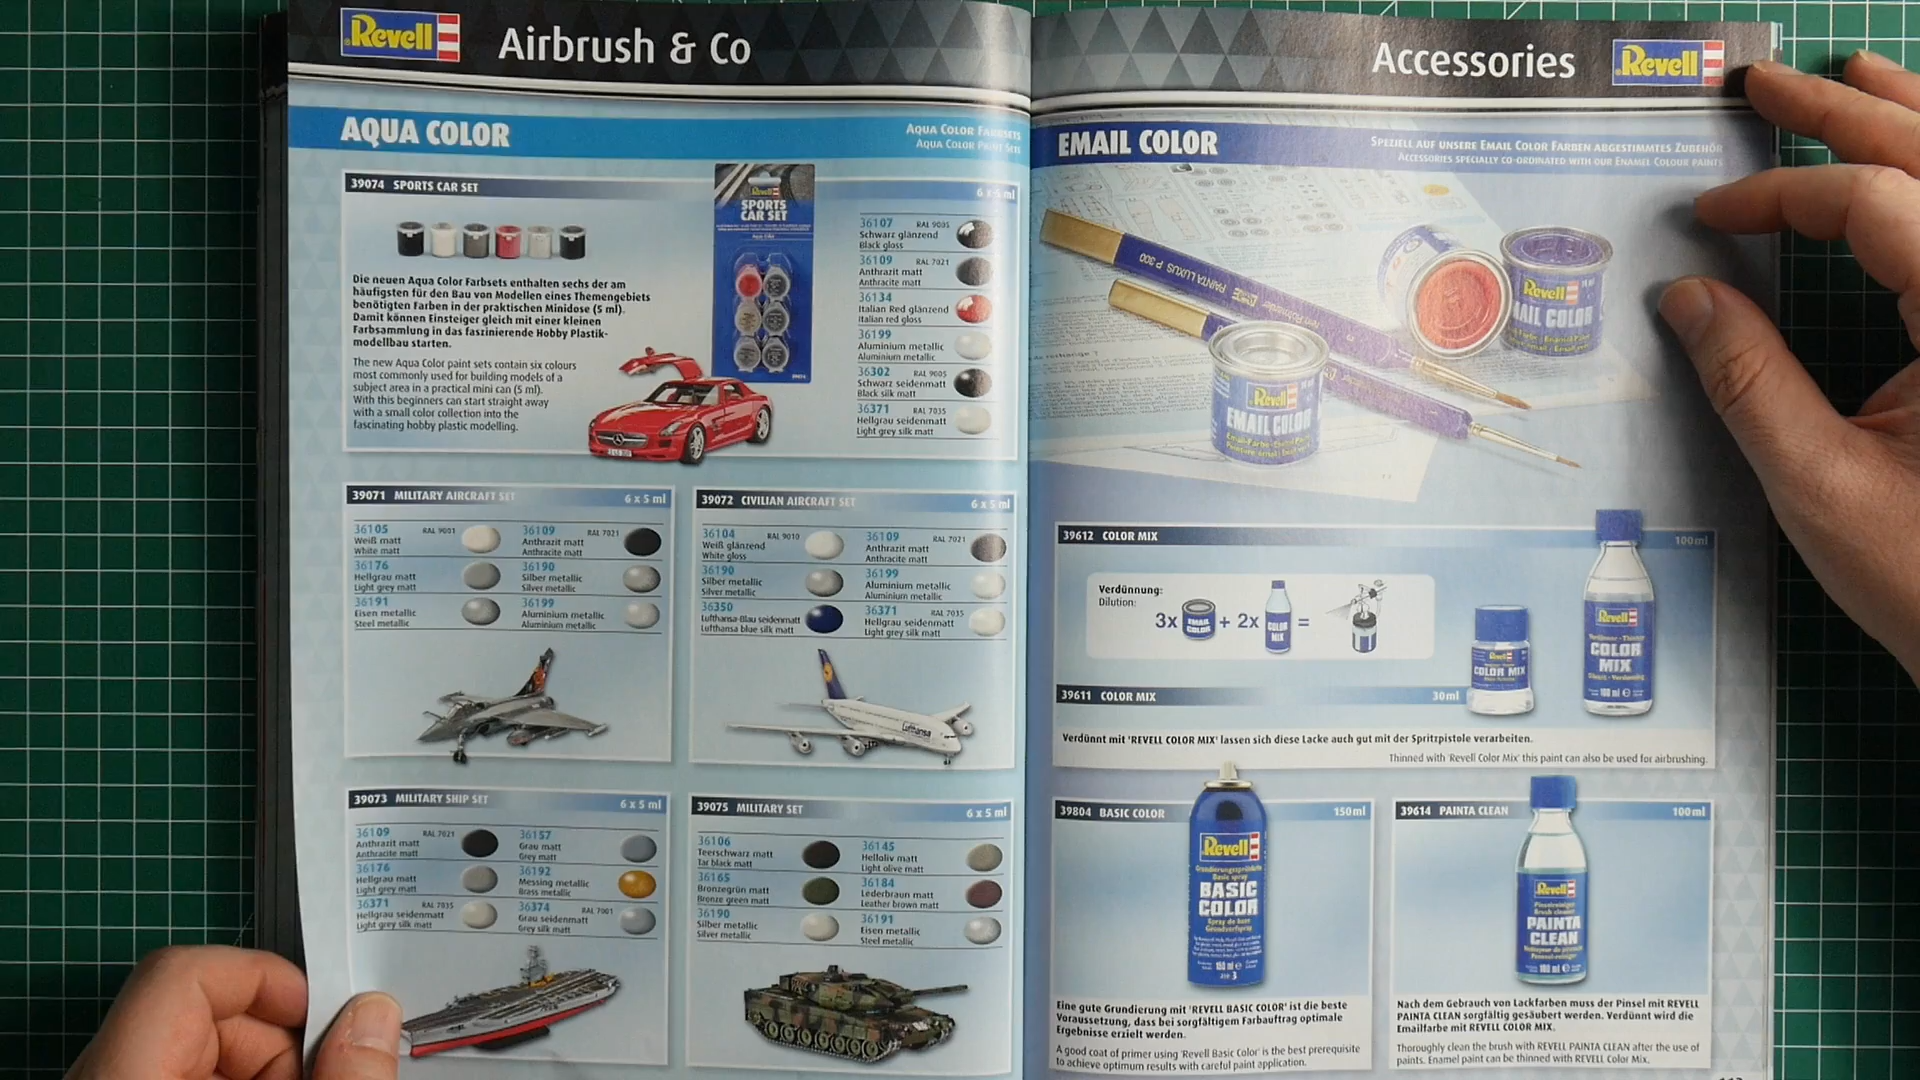 Revell
Airbrush & Co
AQUA COLOR
AQUA COLOR FARBSETS
AQUA COLOR PAINT SETS
39074 SPORTS CAR SET
6 x 5 ml
Die neuen Aqua Color Farbsets enthalten sechs der am
häufigsten für den Bau von Modellen eines Themengebiets
benötigten Farben in der praktischen Minidose (5 ml).
Damit können Einsteiger gleich mit einer kleinen
Farbsammlung in das faszinierende Hobby Plastik-
modellbau starten.
The new Aqua Color paint sets contain six colours
most commonly used for building models of a
subject area in a practical mini can (5 ml).
With this beginners can start straight away
with a small color collection into the
fascinating hobby plastic modelling.
Revell
SPORTS
CAR SET
36107 RAL 9005
Schwarz glänzend
Black gloss
36109 RAL 7021
Anthrazit matt
Anthracite matt
36134
Italian Red glänzend
Italian red gloss
36199
Aluminium metallic
Aluminium metallic
36302 RAL 9005
Schwarz seidenmatt
Black silk matt
36371 RAL 7035
Hellgrau seidenmatt
Light grey silk matt
39071 MILITARY AIRCRAFT SET
6 x 5 ml
36105 RAL 9001
Weiß matt
White matt
36176
Hellgrau matt
Light grey matt
36191
Eisen metallic
Steel metallic
36109 RAL 7021
Anthrazit matt
Anthracite matt
36190
Silber metallic
Silver metallic
36199
Aluminium metallic
Aluminium metallic
39072 CIVILIAN AIRCRAFT SET
6 x 5 ml
36104 RAL 9010
Weiß glänzend
White gloss
36190
Silber metallic
Silver metallic
36350
Lufthansa-Blau seidenmatt
Lufthansa blue silk matt
36109 RAL 7021
Anthrazit matt
Anthracite matt
36199
Aluminium metallic
Aluminium metallic
36371 RAL 7035
Hellgrau seidenmatt
Light grey silk matt
Lufthansa
39073 MILITARY SHIP SET
6 x 5 ml
36109 RAL 7021
Anthrazit matt
Anthracite matt
36176
Hellgrau matt
Light grey matt
36371 RAL 7035
Hellgrau seidenmatt
Light grey silk matt
36157
Grau matt
Grey matt
36192
Messing metallic
Brass metallic
36374 RAL 7001
Grau seidenmatt
Grey silk matt
39075 MILITARY SET
6 x 5 ml
36106
Teerschwarz matt
Tar black matt
36165
Bronzegrün matt
Bronze green matt
36190
Silber metallic
Silver metallic
36145
Helloliv matt
Light olive matt
36184
Lederbraun matt
Leather brown matt
36191
Eisen metallic
Steel metallic
Accessories
Revell
EMAIL COLOR
SPEZIELL AUF UNSERE EMAIL COLOR FARBEN ABGESTIMMTES ZUBEHÖR
ACCESSORIES SPECIALLY CO-ORDINATED WITH OUR ENAMEL COLOUR PAINTS
PAINTA LUXUS P 300
Revell
EMAIL COLOR
Revell
EMAIL COLOR
39612 COLOR MIX
100ml
Verdünnung:
Dilution:
3x EMAIL COLOR + 2x COLOR MIX =
Revell
COLOR MIX
Revell
Verdünner - Thinner
COLOR
MIX
100 ml
39611 COLOR MIX
30ml
Verdünnt mit 'REVELL COLOR MIX' lassen sich diese Lacke auch gut mit der Spritzpistole verarbeiten.
Thinned with 'Revell Color Mix' this paint can also be used for airbrushing.
39804 BASIC COLOR
150ml
Revell
Grundierungsspray
Basic spray
BASIC
COLOR
150 ml
Eine gute Grundierung mit 'REVELL BASIC COLOR' ist die beste
Voraussetzung, dass bei sorgfältigem Farbauftrag optimale
Ergebnisse erzielt werden.
A good coat of primer using 'Revell Basic Color' is the best prerequisite
to achieve optimum results with careful paint application.
39614 PAINTA CLEAN
100ml
Revell
Pinselreiniger
Brush cleaner
PAINTA
CLEAN
100 ml
Nach dem Gebrauch von Lackfarben muss der Pinsel mit REVELL
PAINTA CLEAN sorgfältig gesäubert werden. Verdünnt wird die
Emailfarbe mit REVELL COLOR MIX.
Thoroughly clean the brush with REVELL PAINTA CLEAN after the use of
paints. Enamel paint can be thinned with REVELL Color Mix.